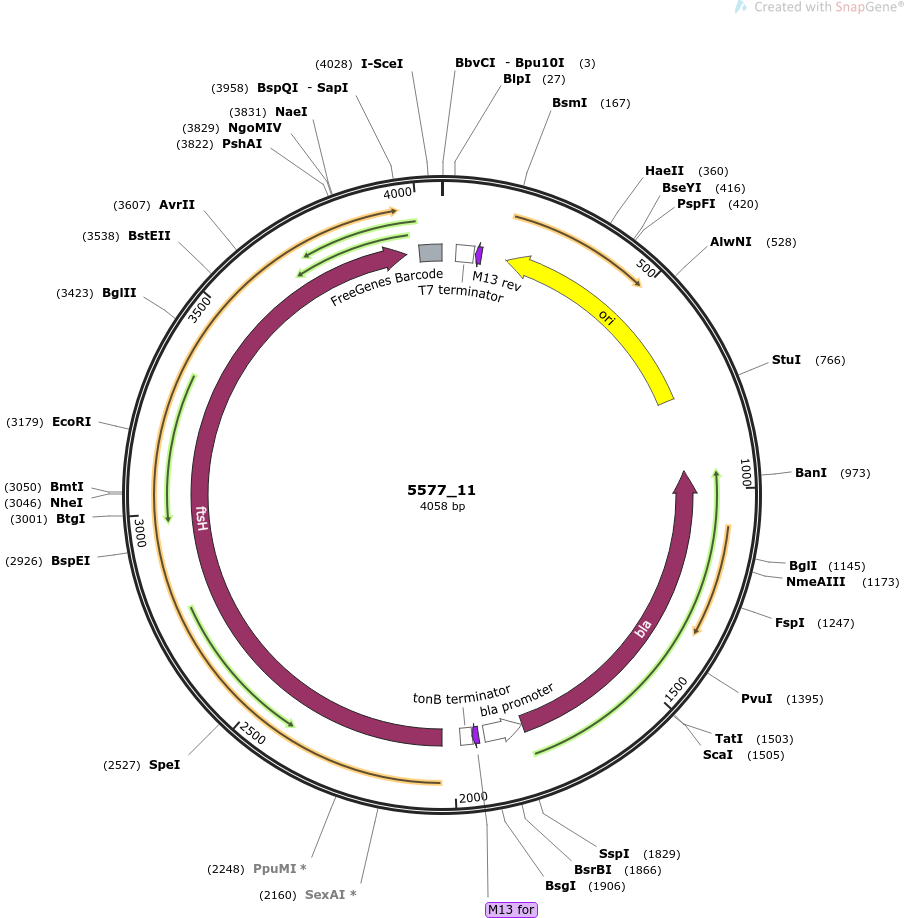 Created with SnapGene®
(4028) I-SceI
BbvCI - Bpu10I (3)
BlpI (27)
(3958) BspQI - SapI
BsmI (167)
(3831) NaeI
(3829) NgoMIV
(3822) PshAI
HaeII (360)
BseYI (416)
PspFI (420)
(3607) AvrII
(3538) BstEII
AlwNI (528)
(3423) BglII
StuI (766)
(3179) EcoRI
BanI (973)
(3050) BmtI
(3046) NheI
(3001) BtgI
(2926) BspEI
BglI (1145)
NmeAIII (1173)
FspI (1247)
PvuI (1395)
TatI (1503)
ScaI (1505)
(2527) SpeI
SspI (1829)
BsrBI (1866)
BsgI (1906)
(2248) PpuMI *
(2160) SexAI *
M13 for
4000
500
1000
1500
2000
2500
3000
3500
FreeGenes Barcode
T7 terminator
M13 rev
ori
ftsH
bla
tonB terminator
bla promoter
5577_11
4058 bp